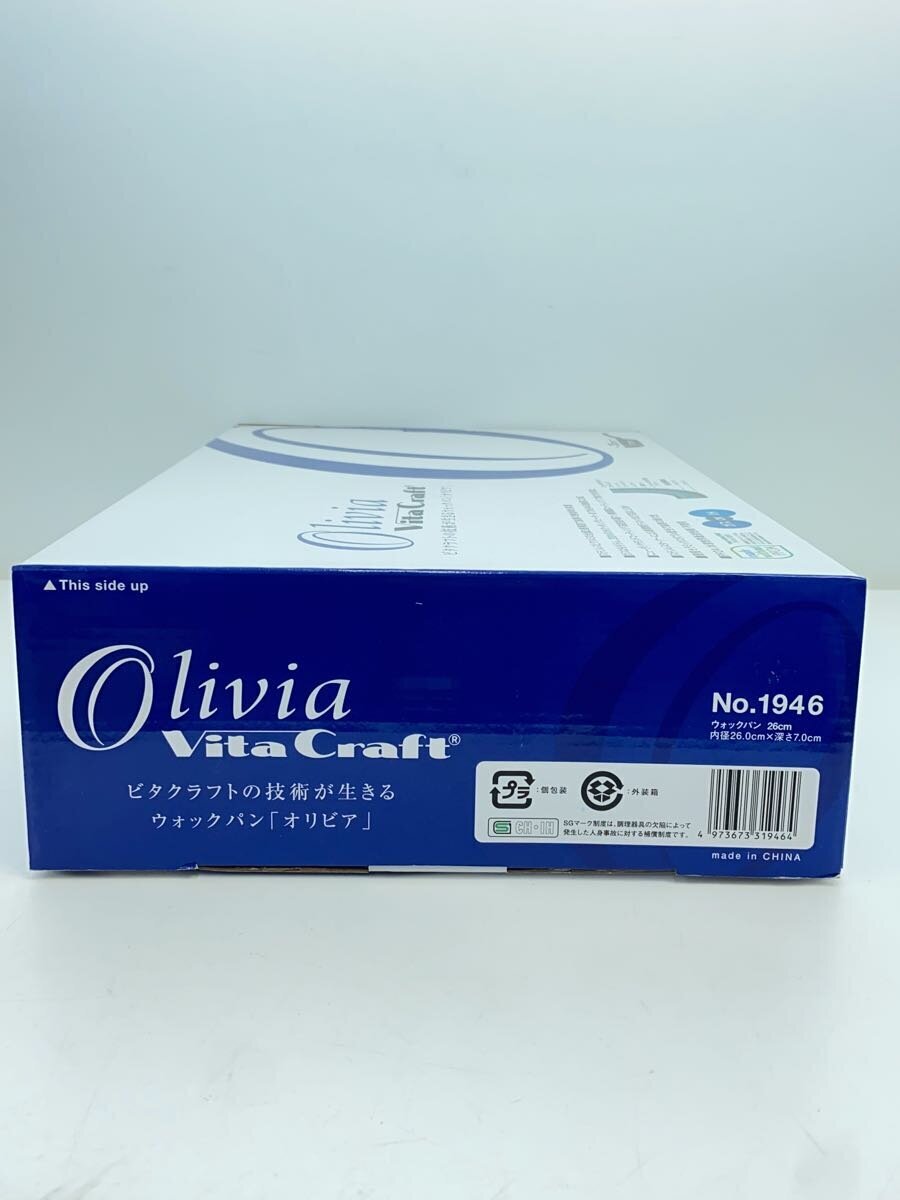 Olivia
VitaCraft
▲This side up
Olivia
VitaCraft®
ビタクラフトの技術が生きる
ウォックパン「オリビア」
No.1946
ウォックパン 26cm
内径26.0cm×深さ7.0cm
プラ
:個包装
:外装箱
S CH・IH
SGマーク制度は、調理器具の欠陥によって
発生した人身事故に対する補償制度です。
4 973673 319464
made in CHINA